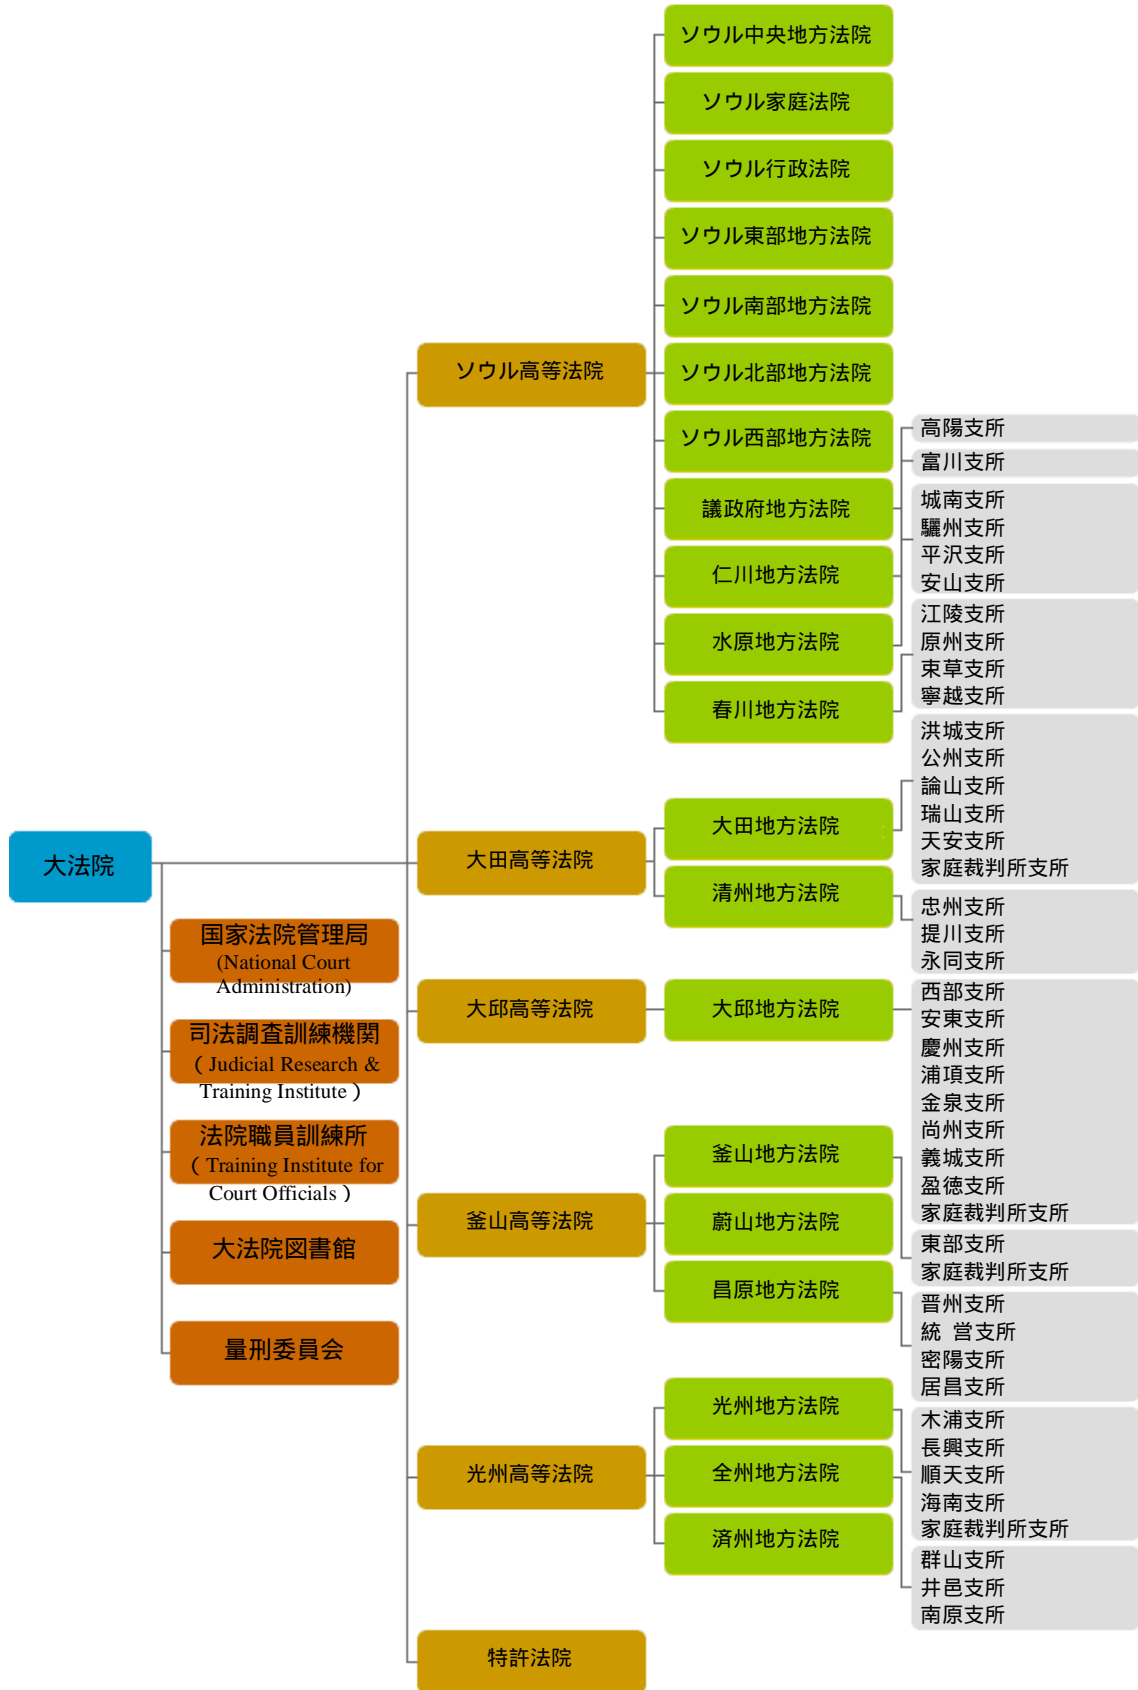 大法院
国家法院管理局
(National Court
Administration)
司法調査訓練機関
（Judicial Research &
Training Institute）
法院職員訓練所
（Training Institute for
Court Officials）
大法院図書館
量刑委員会
ソウル高等法院
大田高等法院
大邱高等法院
釜山高等法院
光州高等法院
特許法院
ソウル中央地方法院
ソウル家庭法院
ソウル行政法院
ソウル東部地方法院
ソウル南部地方法院
ソウル北部地方法院
ソウル西部地方法院
議政府地方法院
仁川地方法院
水原地方法院
春川地方法院
大田地方法院
清州地方法院
大邱地方法院
釜山地方法院
蔚山地方法院
昌原地方法院
光州地方法院
全州地方法院
済州地方法院
高陽支所
富川支所
城南支所
驪州支所
平沢支所
安山支所
江陵支所
原州支所
束草支所
寧越支所
洪城支所
公州支所
論山支所
瑞山支所
天安支所
家庭裁判所支所
忠州支所
提川支所
永同支所
西部支所
安東支所
慶州支所
浦項支所
金泉支所
尚州支所
義城支所
盈徳支所
家庭裁判所支所
東部支所
家庭裁判所支所
晋州支所
統 営支所
密陽支所
居昌支所
木浦支所
長興支所
順天支所
海南支所
家庭裁判所支所
群山支所
井邑支所
南原支所